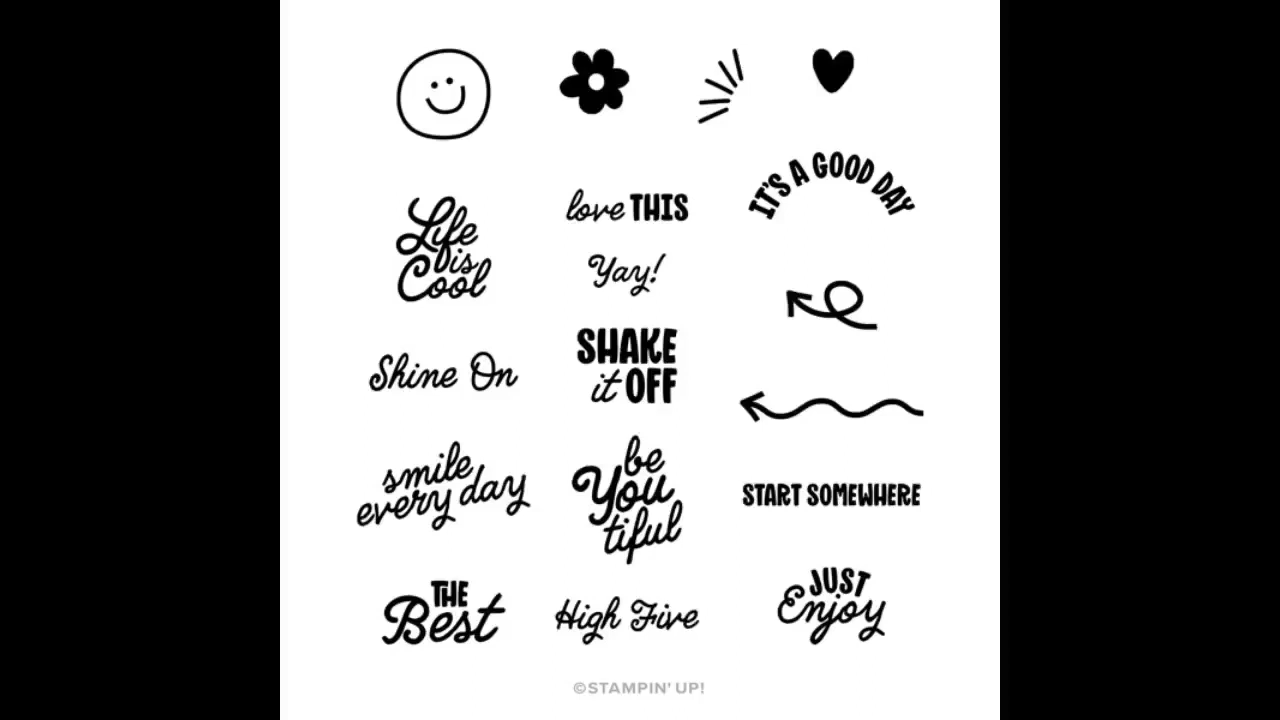 IT'S A GOOD DAY
Life
is
Cool
love THIS
Yay!
Shine On
SHAKE
it OFF
smile
every day
be
You
tiful
START SOMEWHERE
THE
Best
High Five
JUST
Enjoy
©STAMPIN' UP!